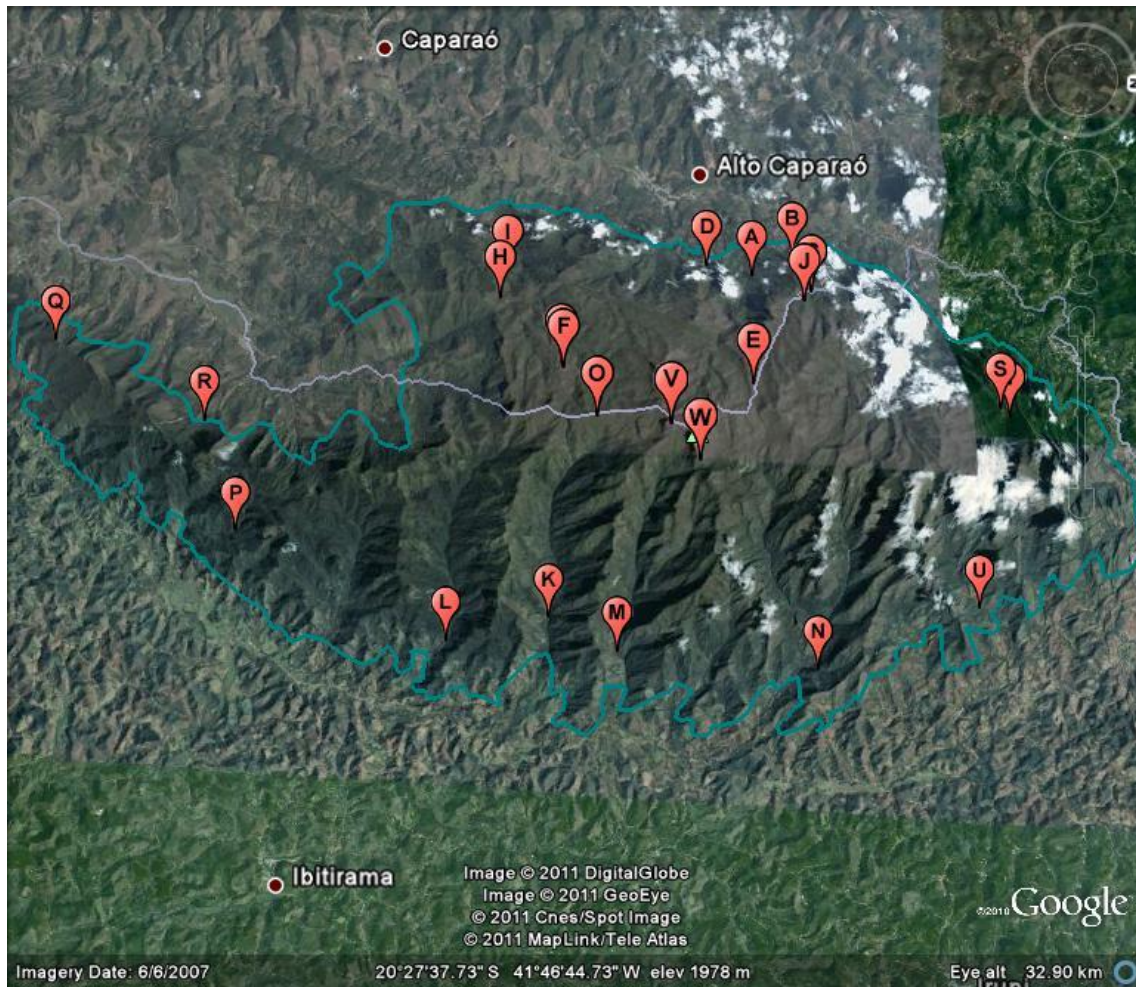 Caparaó
Alto Caparaó
B
D
A
I
H
J
Q
F
E
O
V
S
R
W
P
U
K
L
M
N
Ibitirama
Image © 2011 DigitalGlobe
Image © 2011 GeoEye
© 2011 Cnes/Spot Image
© 2011 MapLink/Tele Atlas
©2010 Google
Imagery Date: 6/6/2007 20°27'37.73" S 41°46'44.73" W elev 1978 m Eye alt 32.90 km